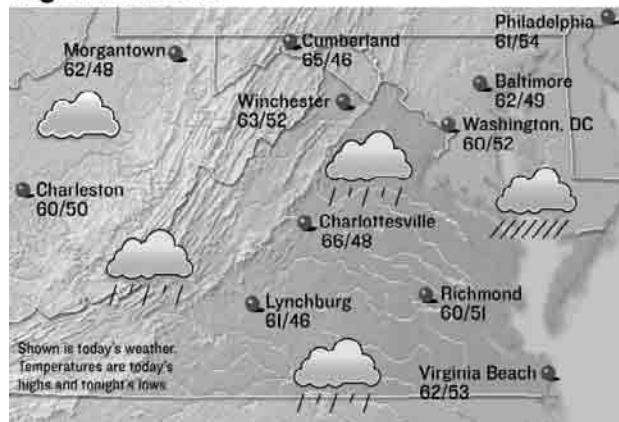 Philadelphia
61/54
Morgantown
62/48
Cumberland
65/46
Baltimore
62/49
Winchester
63/52
Washington, DC
60/52
Charleston
60/50
Charlottesville
66/48
Lynchburg
61/46
Richmond
60/51
Shown is today's weather.
Temperatures are today's
highs and tonight's lows.
Virginia Beach
62/53